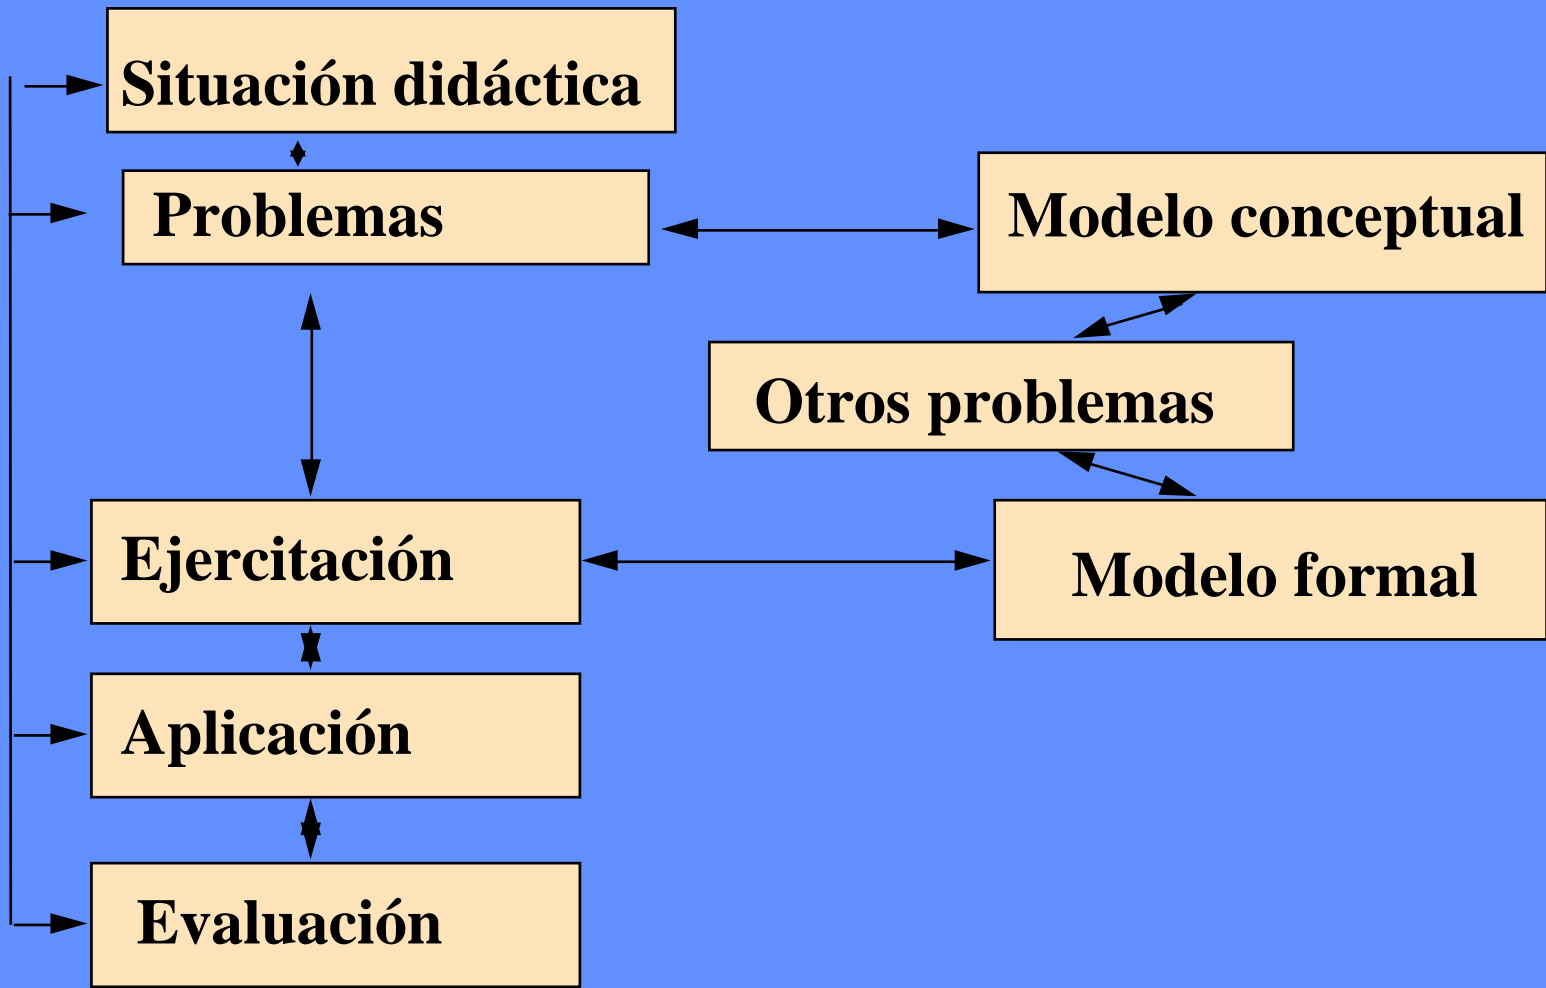 Situación didáctica
Problemas
Modelo conceptual
Otros problemas
Ejercitación
Modelo formal
Aplicación
Evaluación